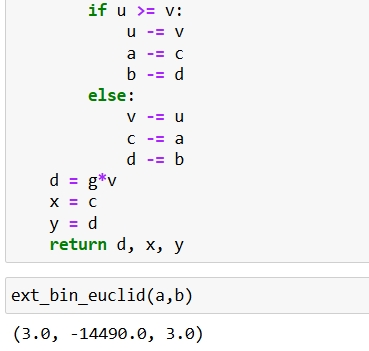 if u >= v:
u -= v
a -= c
b -= d
else:
v -= u
c -= a
d -= b
d = g*v
x = c
y = d
return d, x, y
ext_bin_euclid(a,b)
(3.0, -14490.0, 3.0)